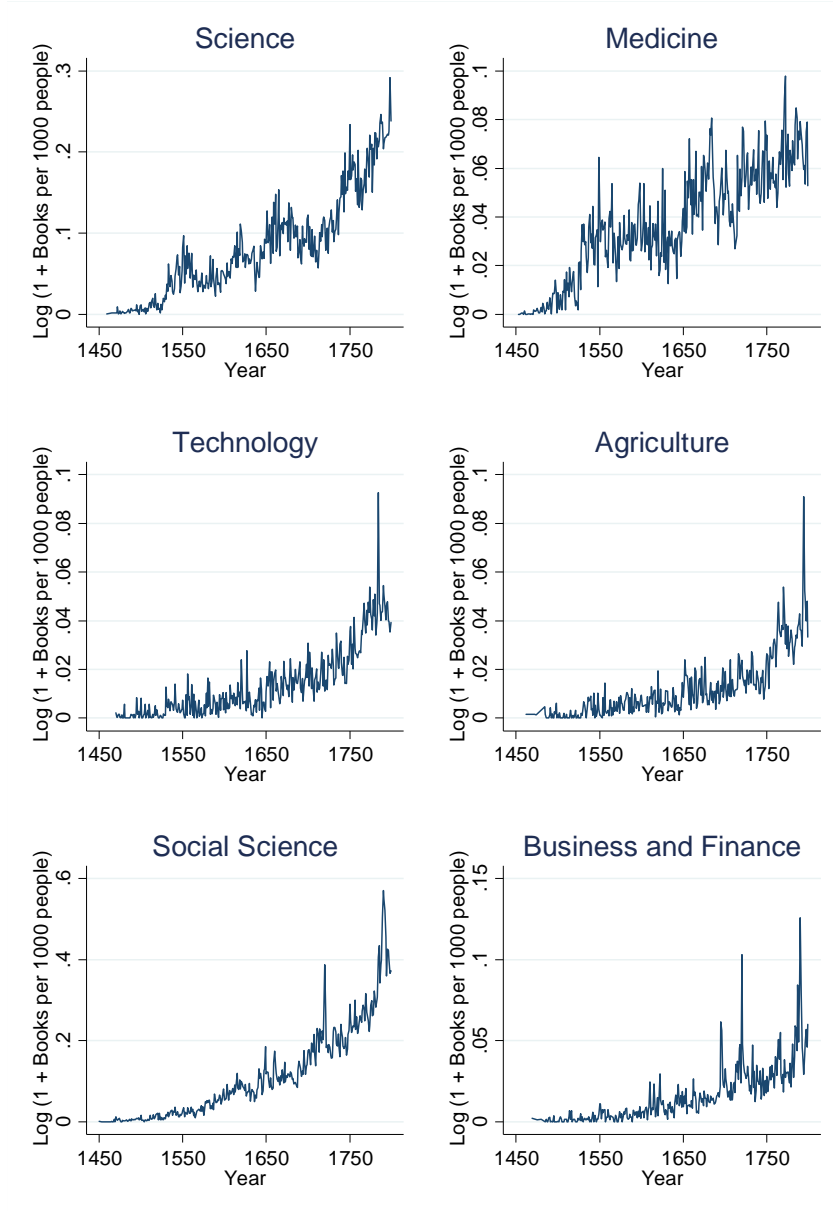 Science
Log (1 + Books per 1000 people)
.3
.2
.1
0
1450 1550 1650 1750
Year
Medicine
Log (1 + Books per 1000 people)
.1
.08
.06
.04
.02
0
1450 1550 1650 1750
Year
Technology
Log (1 + Books per 1000 people)
.1
.08
.06
.04
.02
0
1450 1550 1650 1750
Year
Agriculture
Log (1 + Books per 1000 people)
.1
.08
.06
.04
.02
0
1450 1550 1650 1750
Year
Social Science
Log (1 + Books per 1000 people)
.6
.4
.2
0
1450 1550 1650 1750
Year
Business and Finance
Log (1 + Books per 1000 people)
.15
.1
.05
0
1450 1550 1650 1750
Year